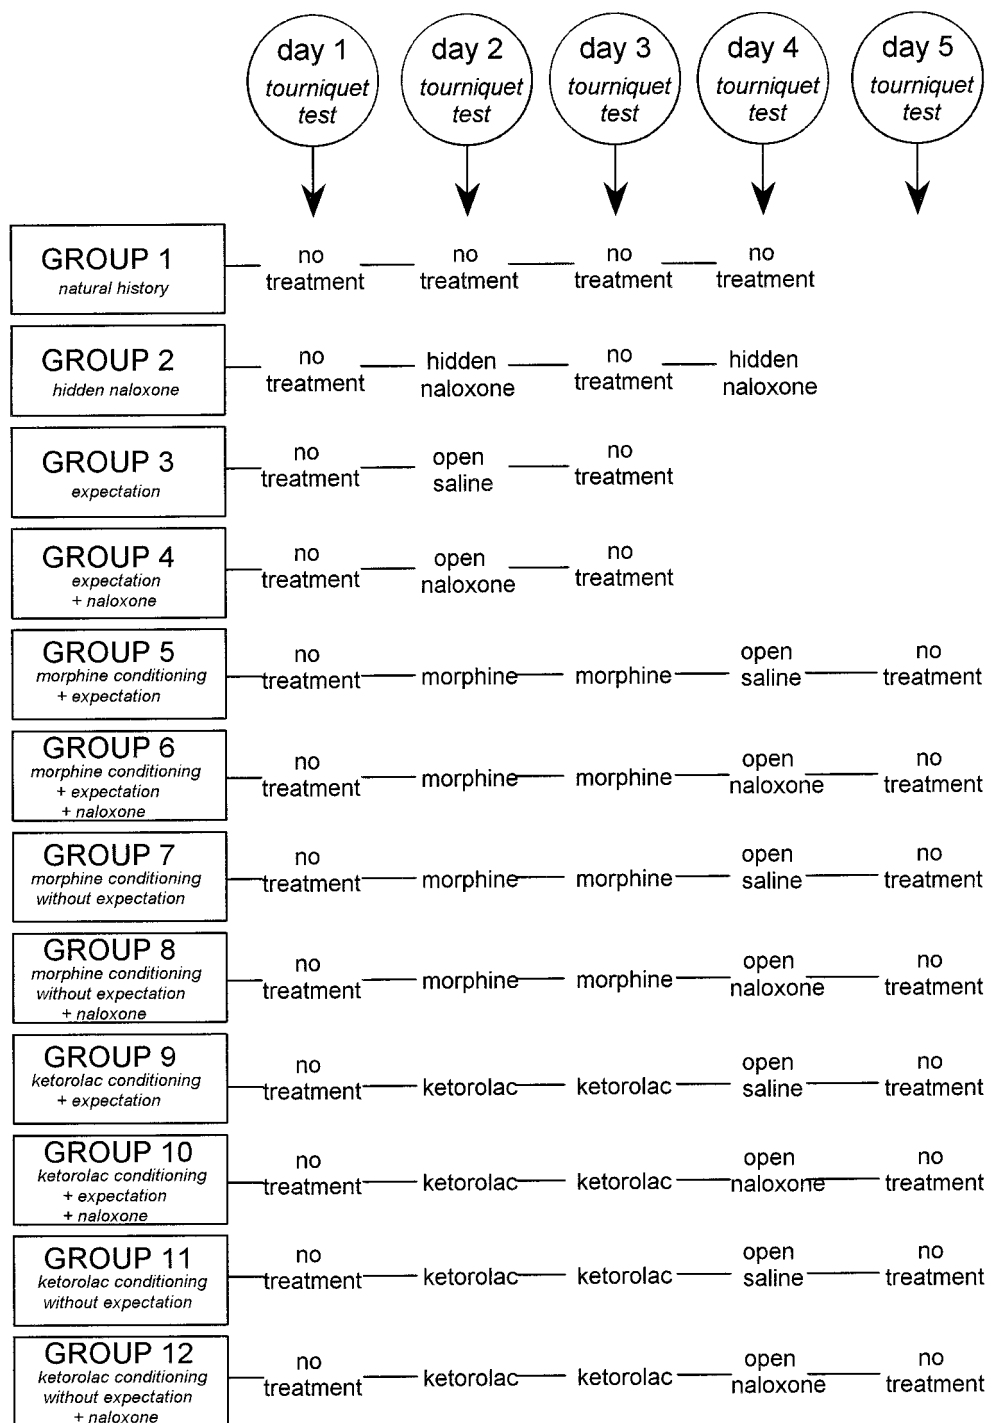 day 1
tourniquet
test
day 2
tourniquet
test
day 3
tourniquet
test
day 4
tourniquet
test
day 5
tourniquet
test
GROUP 1
natural history
no
treatment
no
treatment
no
treatment
no
treatment
GROUP 2
hidden naloxone
no
treatment
hidden
naloxone
no
treatment
hidden
naloxone
GROUP 3
expectation
no
treatment
open
saline
no
treatment
GROUP 4
expectation
+ naloxone
no
treatment
open
naloxone
no
treatment
GROUP 5
morphine conditioning
+ expectation
no
treatment
morphine
morphine
open
saline
no
treatment
GROUP 6
morphine conditioning
+ expectation
+ naloxone
no
treatment
morphine
morphine
open
naloxone
no
treatment
GROUP 7
morphine conditioning
without expectation
no
treatment
morphine
morphine
open
saline
no
treatment
GROUP 8
morphine conditioning
without expectation
+ naloxone
no
treatment
morphine
morphine
open
naloxone
no
treatment
GROUP 9
ketorolac conditioning
+ expectation
no
treatment
ketorolac
ketorolac
open
saline
no
treatment
GROUP 10
ketorolac conditioning
+ expectation
+ naloxone
no
treatment
ketorolac
ketorolac
open
naloxone
no
treatment
GROUP 11
ketorolac conditioning
without expectation
no
treatment
ketorolac
ketorolac
open
saline
no
treatment
GROUP 12
ketorolac conditioning
without expectation
+ naloxone
no
treatment
ketorolac
ketorolac
open
naloxone
no
treatment